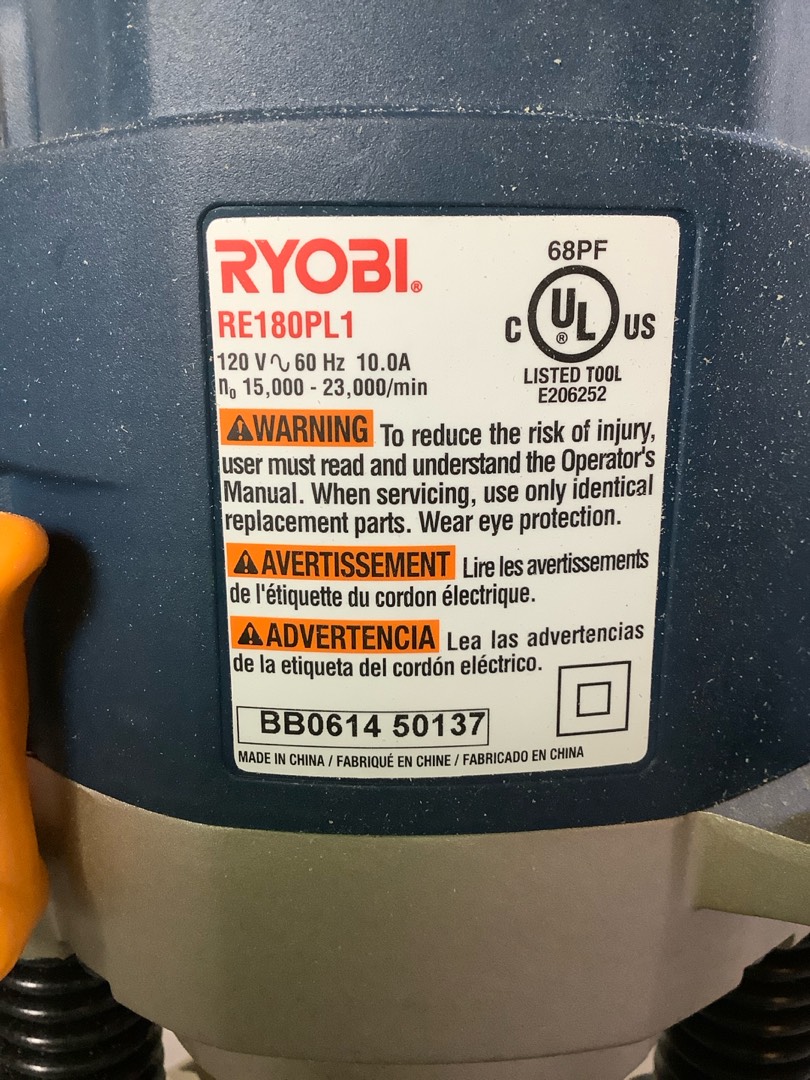 RYOBI®
RE180PL1
120 V ∿ 60 Hz 10.0A
n₀ 15,000 - 23,000/min
68PF
C UL® US
LISTED TOOL
E206252
WARNING To reduce the risk of injury,
user must read and understand the Operator's
Manual. When servicing, use only identical
replacement parts. Wear eye protection.
AVERTISSEMENT Lire les avertissements
de l'étiquette du cordon électrique.
ADVERTENCIA Lea las advertencias
de la etiqueta del cordón eléctrico.
BB0614 50137
MADE IN CHINA / FABRIQUÉ EN CHINE / FABRICADO EN CHINA